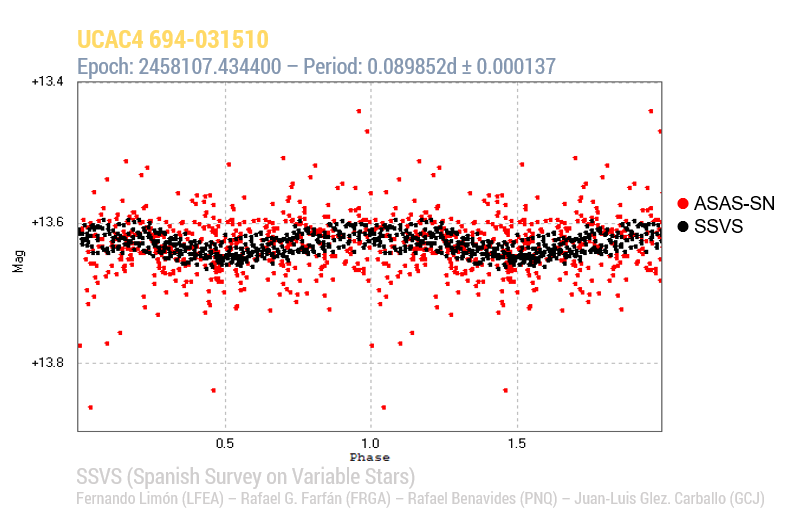 UCAC4 694-031510
Epoch: 2458107.434400 – Period: 0.089852d ± 0.000137
+13.4
+13.6
+13.8
Mag
0.5
1.0
1.5
Phase
ASAS-SN
SSVS
SSVS (Spanish Survey on Variable Stars)
Fernando Limón (LFEA) – Rafael G. Farfán (FRGA) – Rafael Benavides (PNQ) – Juan-Luis Glez. Carballo (GCJ)